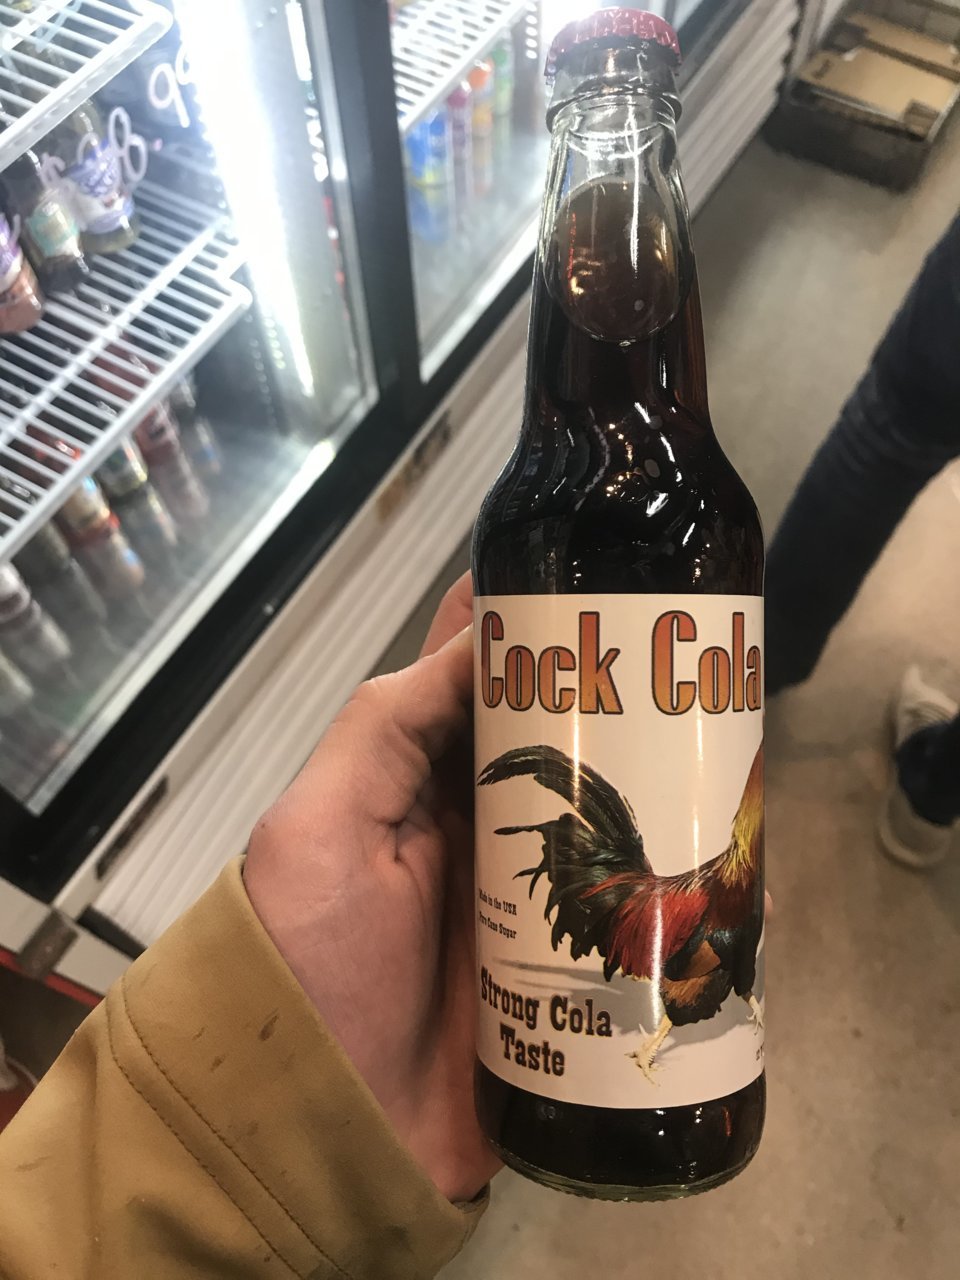 Cock Cola
Made in the USA
Pure Cane Sugar
Strong Cola
Taste